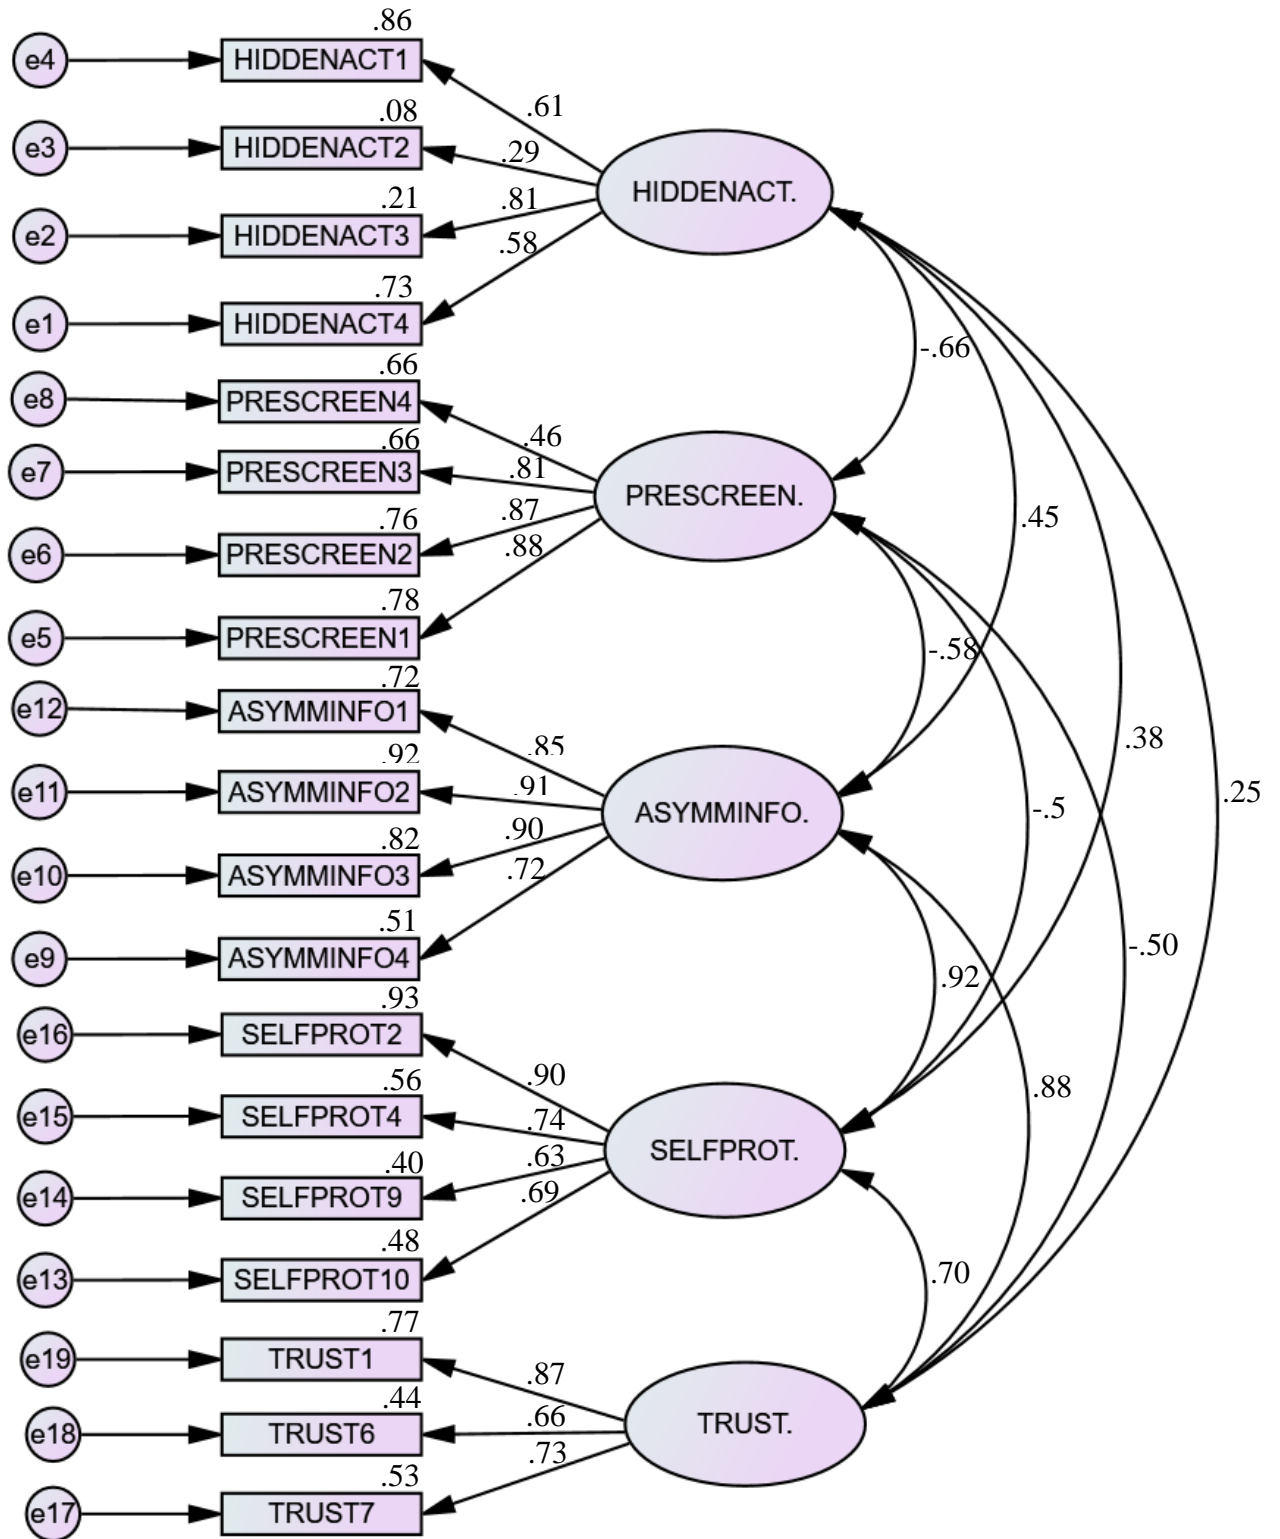 .86
e4 HIDDENACT1
.61
.08
e3 HIDDENACT2
.29
HIDDENACT.
.21
e2 HIDDENACT3
.81
.58
.73
e1 HIDDENACT4
-.66
.66
e8 PRESCREEN4
.46
.66
e7 PRESCREEN3
.81
PRESCREEN.
.76
e6 PRESCREEN2
.87
.88
.45
.78
e5 PRESCREEN1
-.58
.72
e12 ASYMMINFO1
.85
.38
.92
e11 ASYMMINFO2
.91
.25
ASYMMINFO.
-.5
.82
e10 ASYMMINFO3
.90
.72
.51
e9 ASYMMINFO4
-.50
.92
.93
e16 SELFPROT2
.90
.88
.56
e15 SELFPROT4
.74
SELFPROT.
.40
e14 SELFPROT9
.63
.69
.48
e13 SELFPROT10
.70
.77
e19 TRUST1
.87
.44
e18 TRUST6
.66
TRUST.
.73
.53
e17 TRUST7